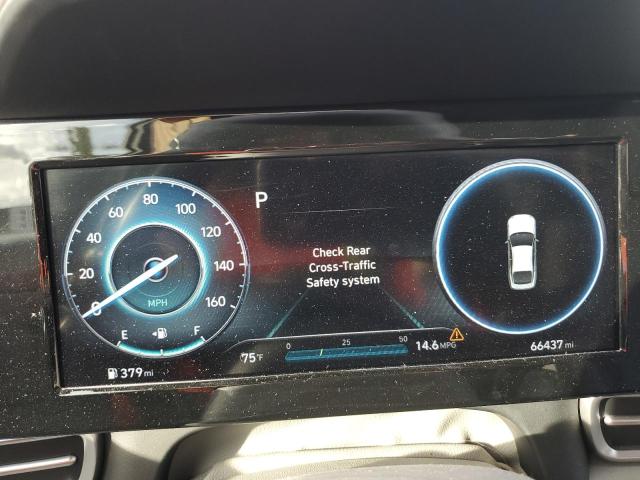 80
60 100
40 120
20 140
0 160
MPH
E F
379 mi
P
Check Rear
Cross-Traffic
Safety system
75°F
0 25 50
14.6 MPG
66437 mi